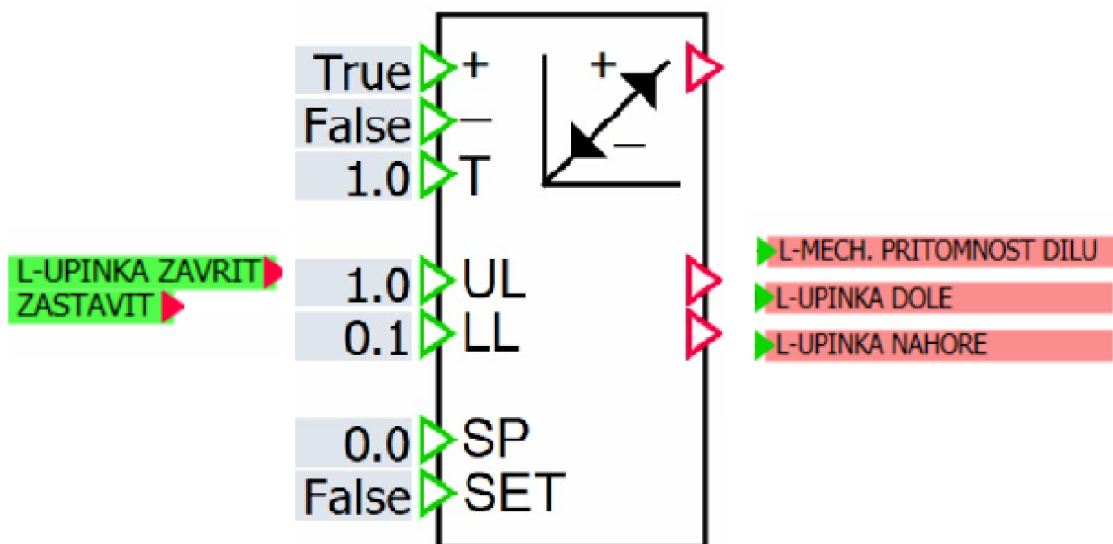 True +
False −
1.0 T
+
−
L-UPINKA ZAVRIT
ZASTAVIT
1.0 UL
0.1 LL
0.0 SP
False SET
L-MECH. PRITOMNOST DILU
L-UPINKA DOLE
L-UPINKA NAHORE